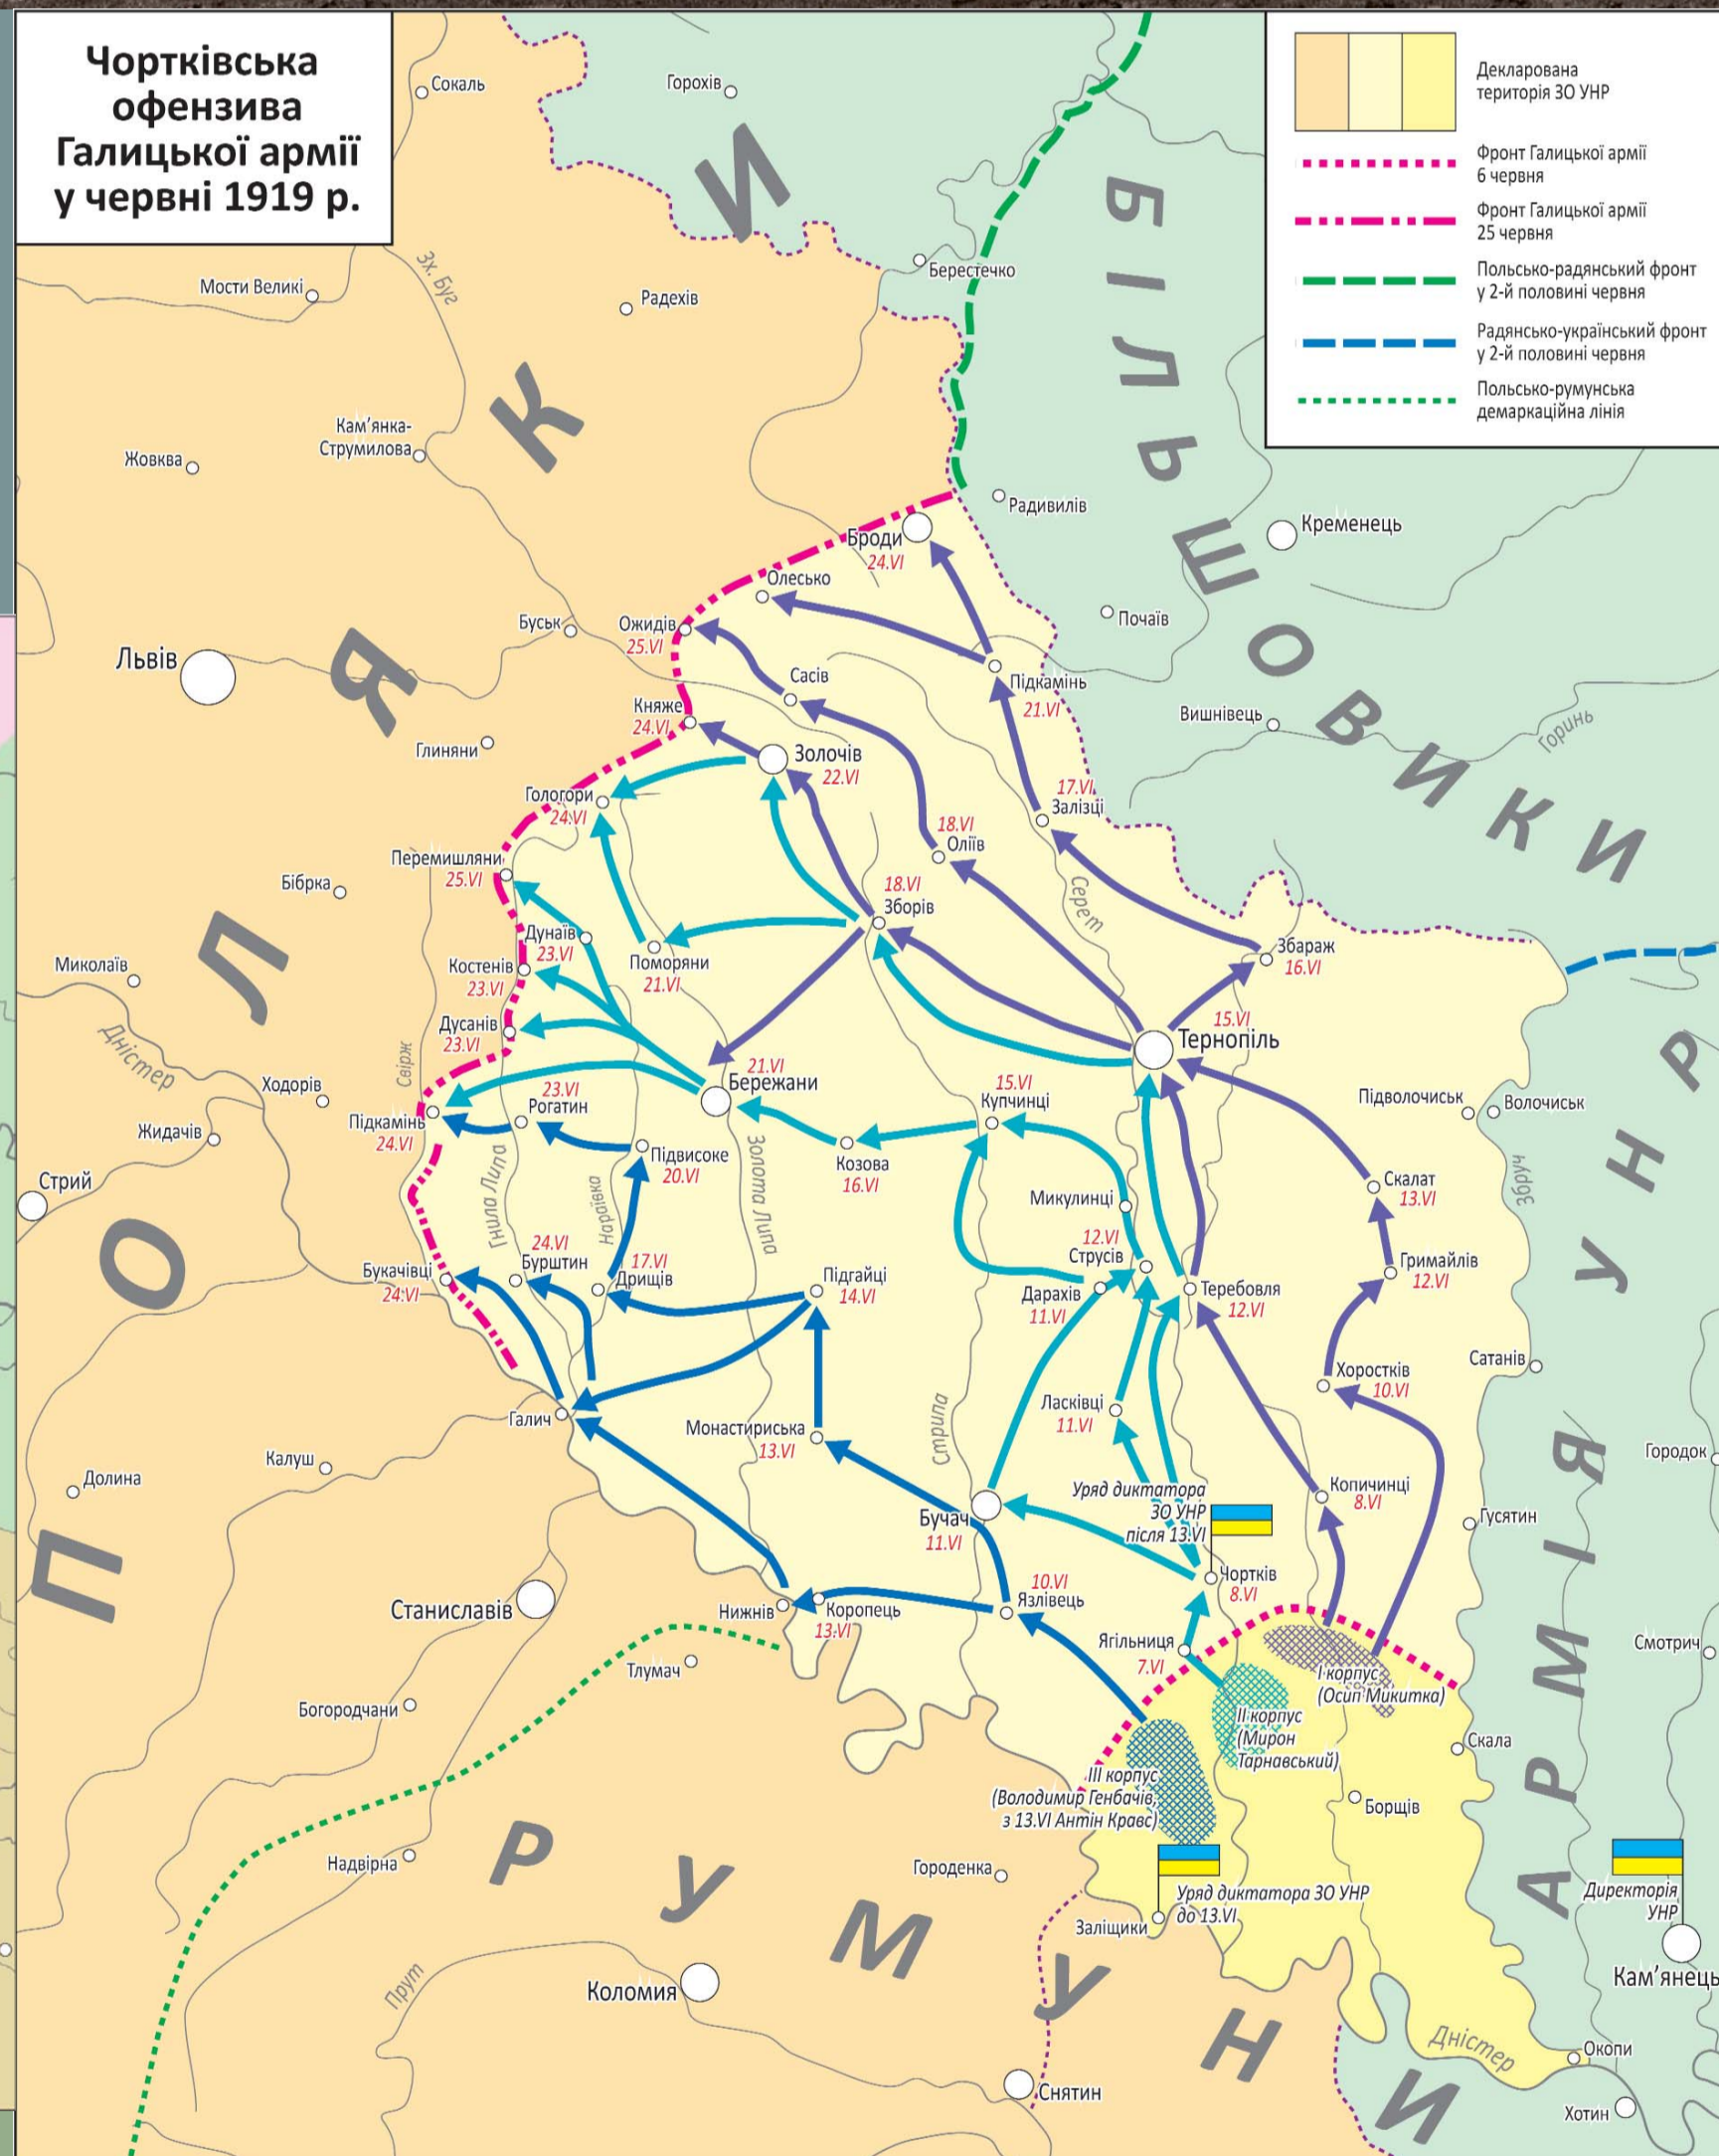 Чортківська
офензива
Галицької армії
у червні 1919 р.
Декларована
територія ЗО УНР
Фронт Галицької армії
6 червня
Фронт Галицької армії
25 червня
Польсько-радянський фронт
у 2-й половині червня
Радянсько-український фронт
у 2-й половині червня
Польсько-румунська
демаркаційна лінія
ПОЛЯКИ
БІЛЬШОВИКИ
АРМІЯ УНР
РУМУНИ
Сокаль
Горохів
Зх. Буг
Берестечко
Мости Великі
Радехів
Кам'янка-
Струмилова
Жовква
Радивилів
Кременець
Броди
24.VI
Олесько
Почаїв
Буськ
Ожидів
25.VI
Львів
Сасів
Підкамінь
21.VI
Княже
24.VI
Вишнівець
Горинь
Глиняни
Золочів
22.VI
Гологори
24.VI
17.VI
Залізці
18.VI
Оліїв
Перемишляни
25.VI
Бібрка
18.VI
Зборів
Серет
Дунаїв
23.VI
Збараж
16.VI
Миколаїв
Костенів
23.VI
Поморяни
21.VI
Дусанів
23.VI
15.VI
Тернопіль
Дністер
Свірж
Ходорів
21.VI
Бережани
15.VI
Купчинці
Підволочиськ
Волочиськ
23.VI
Рогатин
Підкамінь
24.VI
Жидачів
Підвисоке
20.VI
Козова
16.VI
Стрий
Скалат
13.VI
Збруч
Микулинці
Гнила Липа
Нараївка
Золота Липа
12.VI
Струсів
24.VI
Бурштин
17.VI
Дрищів
Букачівці
24.VI
Підгайці
14.VI
Дарахів
11.VI
Теребовля
12.VI
Гримайлів
12.VI
Сатанів
Хоростків
10.VI
Ласківці
11.VI
Галич
Монастириська
13.VI
Стрипа
Калуш
Долина
Городок
Копичинці
8.VI
Уряд диктатора
ЗО УНР
після 13.VI
Бучач
11.VI
Гусятин
Чортків
8.VI
10.VI
Язлівець
Станиславів
Нижнів
Коропець
13.VI
Ягільниця
7.VI
Смотрич
Тлумач
І корпус
(Осип Микитка)
Богородчани
ІІ корпус
(Мирон
Тарнавський)
Скала
ІІІ корпус
(Володимир Генбачів,
з 13.VI Антін Кравс)
Борщів
Надвірна
Городенка
Уряд диктатора ЗО УНР
до 13.VI
Заліщики
Директорія
УНР
Кам'янець
Прут
Коломия
Дністер
Окопи
Снятин
Хотин